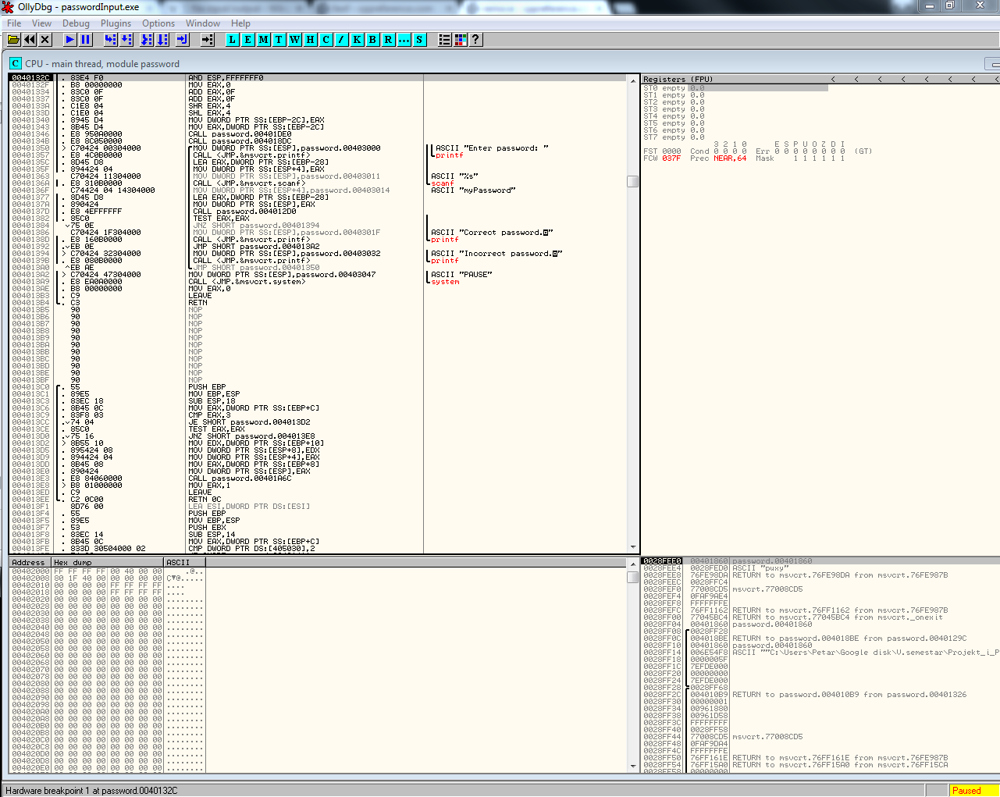 OllyDbg - passwordInput.exe
File View Debug Plugins Options Window Help
L E M T W H C / K B R ... S ?
C CPU - main thread, module password
0040132C . 83E4 F0 AND ESP,FFFFFFF0
0040132F . B8 00000000 MOV EAX,0
00401334 . 83C0 0F ADD EAX,0F
00401337 . 83C0 0F ADD EAX,0F
0040133A . C1E8 04 SHR EAX,4
0040133D . C1E0 04 SHL EAX,4
00401340 . 8945 D4 MOV DWORD PTR SS:[EBP-2C],EAX
00401343 . 8B45 D4 MOV EAX,DWORD PTR SS:[EBP-2C]
00401346 . E8 950A0000 CALL password.00401DE0
0040134B . E8 8C050000 CALL password.004018DC
00401350 > C70424 00304000 MOV DWORD PTR SS:[ESP],password.00403000 ASCII "Enter password: "
00401357 . E8 4C0B0000 CALL <JMP.&msvcrt.printf> printf
0040135C . 8D45 D8 LEA EAX,DWORD PTR SS:[EBP-28]
0040135F . 894424 04 MOV DWORD PTR SS:[ESP+4],EAX
00401363 . C70424 11304000 MOV DWORD PTR SS:[ESP],password.00403011 ASCII "%s"
0040136A . E8 310B0000 CALL <JMP.&msvcrt.scanf> scanf
0040136F . C74424 04 14304000 MOV DWORD PTR SS:[ESP+4],password.00403014 ASCII "myPassword"
00401377 . 8D45 D8 LEA EAX,DWORD PTR SS:[EBP-28]
0040137A . 890424 MOV DWORD PTR SS:[ESP],EAX
0040137D . E8 4EFFFFFF CALL password.004012D0
00401382 . 85C0 TEST EAX,EAX
00401384 .v75 0E JNZ SHORT password.00401394
00401386 . C70424 1F304000 MOV DWORD PTR SS:[ESP],password.0040301F ASCII "Correct password.◘"
0040138D . E8 160B0000 CALL <JMP.&msvcrt.printf> printf
00401392 .vEB 0E JMP SHORT password.004013A2
00401394 > C70424 32304000 MOV DWORD PTR SS:[ESP],password.00403032 ASCII "Incorrect password.◘"
0040139B . E8 080B0000 CALL <JMP.&msvcrt.printf> printf
004013A0 .^EB AE JMP SHORT password.00401350
004013A2 > C70424 47304000 MOV DWORD PTR SS:[ESP],password.00403047 ASCII "PAUSE"
004013A9 . E8 EA0A0000 CALL <JMP.&msvcrt.system> system
004013AE . B8 00000000 MOV EAX,0
004013B3 . C9 LEAVE
004013B4 . C3 RETN
004013B5 90 NOP
004013B6 90 NOP
004013B7 90 NOP
004013B8 90 NOP
004013B9 90 NOP
004013BA 90 NOP
004013BB 90 NOP
004013BC 90 NOP
004013BD 90 NOP
004013BE 90 NOP
004013BF 90 NOP
004013C0 . 55 PUSH EBP
004013C1 . 89E5 MOV EBP,ESP
004013C3 . 83EC 18 SUB ESP,18
004013C6 . 8B45 0C MOV EAX,DWORD PTR SS:[EBP+C]
004013C9 . 83F8 03 CMP EAX,3
004013CC .v74 04 JE SHORT password.004013D2
004013CE . 85C0 TEST EAX,EAX
004013D0 .v75 16 JNZ SHORT password.004013E8
004013D2 > 8B55 10 MOV EDX,DWORD PTR SS:[EBP+10]
004013D5 . 895424 08 MOV DWORD PTR SS:[ESP+8],EDX
004013D9 . 894424 04 MOV DWORD PTR SS:[ESP+4],EAX
004013DD . 8B45 08 MOV EAX,DWORD PTR SS:[EBP+8]
004013E0 . 890424 MOV DWORD PTR SS:[ESP],EAX
004013E3 . E8 84060000 CALL password.00401A6C
004013E8 > B8 01000000 MOV EAX,1
004013ED . C9 LEAVE
004013EE . C2 0C00 RETN 0C
004013F1 8D76 00 LEA ESI,DWORD PTR DS:[ESI]
004013F4 . 55 PUSH EBP
004013F5 . 89E5 MOV EBP,ESP
004013F7 . 53 PUSH EBX
004013F8 . 83EC 14 SUB ESP,14
004013FB . 8B45 0C MOV EAX,DWORD PTR SS:[EBP+C]
004013FE . 833D 30504000 02 CMP DWORD PTR DS:[405030],2
Registers (FPU) < < < < < < < <
ST0 empty 0.0
ST1 empty 0.0
ST2 empty 0.0
ST3 empty 0.0
ST4 empty 0.0
ST5 empty 0.0
ST6 empty 0.0
ST7 empty 0.0
3 2 1 0 E S P U O Z D I
FST 0000 Cond 0 0 0 0 Err 0 0 0 0 0 0 0 0 (GT)
FCW 037F Prec NEAR,64 Mask 1 1 1 1 1 1
Address Hex dump ASCII
00402000 FF FF FF FF 00 40 00 00 .@..
00402008 80 1F 40 00 00 00 00 00 Ç▼@.....
00402010 00 00 00 00 FF FF FF FF ....
00402018 00 00 00 00 FF FF FF FF ....
00402020 00 00 00 00 00 00 00 00 ........
00402028 00 00 00 00 00 00 00 00 ........
00402030 00 00 00 00 00 00 00 00 ........
00402038 00 00 00 00 00 00 00 00 ........
00402040 00 00 00 00 00 00 00 00 ........
00402048 00 00 00 00 00 00 00 00 ........
00402050 00 00 00 00 00 00 00 00 ........
00402058 00 00 00 00 00 00 00 00 ........
00402060 00 00 00 00 00 00 00 00 ........
00402068 00 00 00 00 00 00 00 00 ........
00402070 00 00 00 00 00 00 00 00 ........
00402078 00 00 00 00 00 00 00 00 ........
00402080 00 00 00 00 00 00 00 00 ........
00402088 00 00 00 00 00 00 00 00 ........
00402090 00 00 00 00 00 00 00 00 ........
00402098 00 00 00 00 00 00 00 00 ........
004020A0 00 00 00 00 00 00 00 00 ........
004020A8 00 00 00 00 00 00 00 00 ........
004020B0 00 00 00 00 00 00 00 00 ........
004020B8 00 00 00 00 00 00 00 00 ........
004020C0 00 00 00 00 00 00 00 00 ........
004020C8 00 00 00 00 00 00 00 00 ........
004020D0 00 00 00 00 00 00 00 00 ........
004020D8 00 00 00 00 00 00 00 00 ........
004020E0 00 00 00 00 00 00 00 00 ........
0028FEE0 00401860 password.00401860
0028FEE4 0028FED0 ASCII "puxy"
0028FEE8 76FE98DA RETURN to msvcrt.76FE98DA from msvcrt.76FE987B
0028FEEC 0028FFC4
0028FEF0 77008CD5 msvcrt.77008CD5
0028FEF4 0FAF9AE4
0028FEF8 FFFFFFFE
0028FEFC 76FF1162 RETURN to msvcrt.76FF1162 from msvcrt.76FE987B
0028FF00 77045BC4 RETURN to msvcrt.77045BC4 from msvcrt._onexit
0028FF04 00401860 password.00401860
0028FF08 0028FF28
0028FF0C 004018BE RETURN to password.004018BE from password.0040129C
0028FF10 00401860 password.00401860
0028FF14 006E54F8 ASCII ""C:\Users\Petar\Google disk\V.semestar\Projekt_i_P
0028FF18 0000005F
0028FF1C 7EFDE000
0028FF20 00000000
0028FF24 7EFDE000
0028FF28 0028FF68
0028FF2C 004010B9 RETURN to password.004010B9 from password.00401326
0028FF30 00000001
0028FF34 00961880
0028FF38 00961D58
0028FF3C FFFFFFFF
0028FF40 0028FF58
0028FF44 77008CD5 msvcrt.77008CD5
0028FF48 0FAF9DA4
0028FF4C FFFFFFFE
0028FF50 76FF161E RETURN to msvcrt.76FF161E from msvcrt.76FE987B
0028FF54 76FF15A0 RETURN to msvcrt.76FF15A0 from msvcrt.76FF15CA
0028FF58 00000000
Hardware breakpoint 1 at password.0040132C Paused